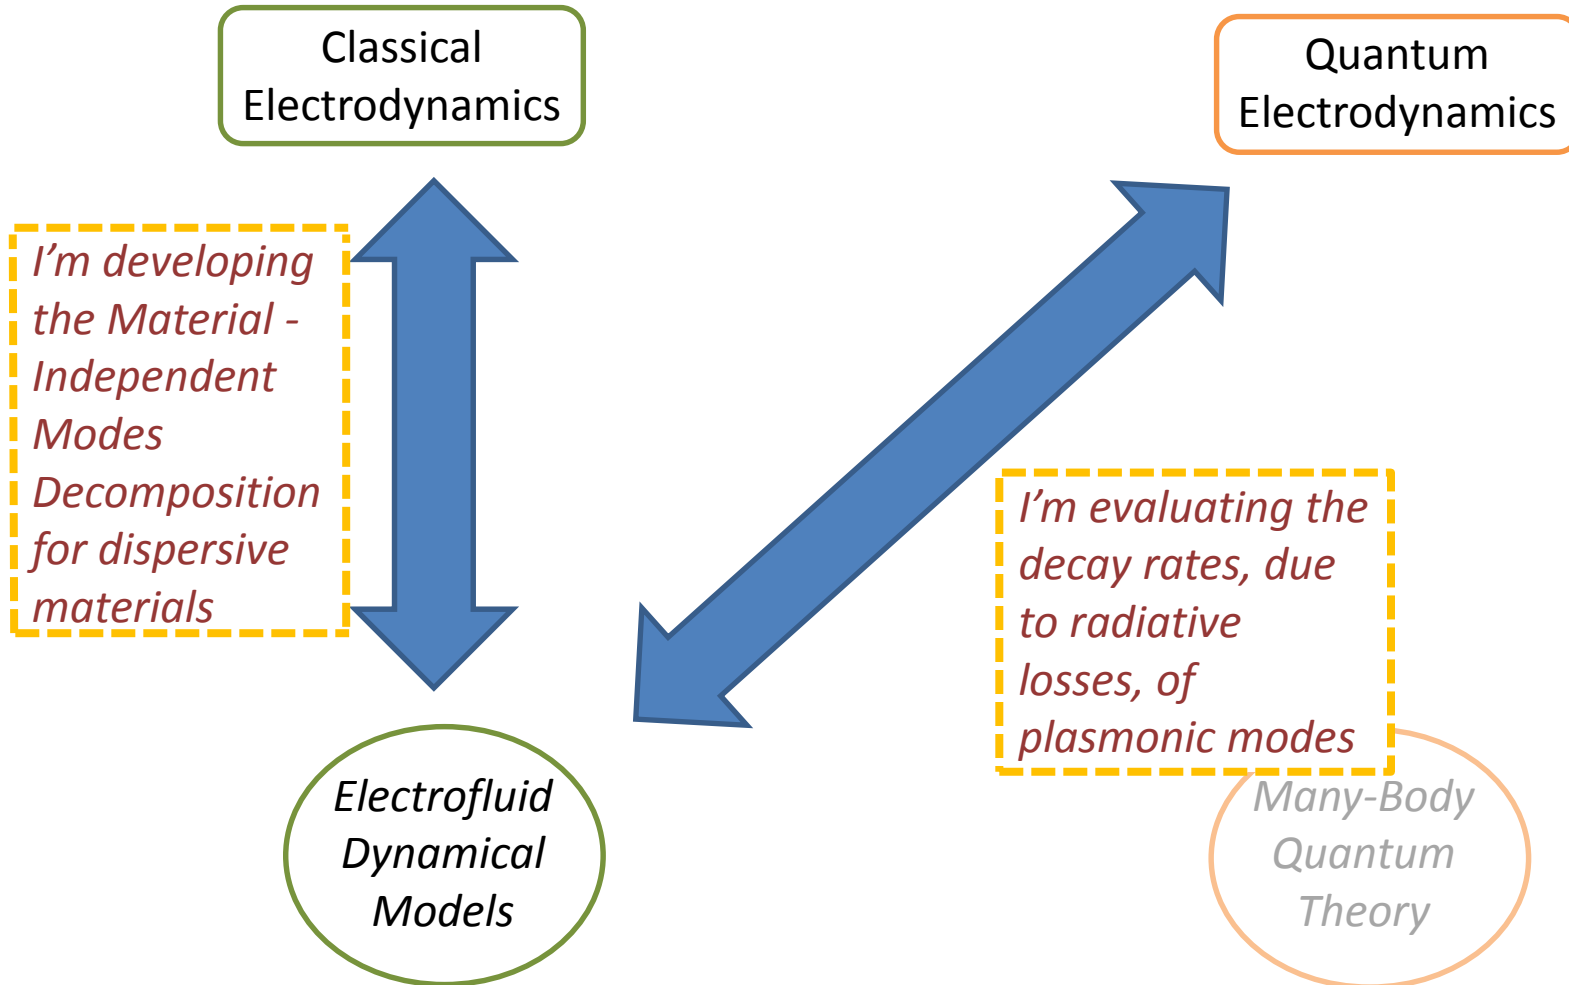 Classical
Electrodynamics
Quantum
Electrodynamics
I’m developing
the Material -
Independent
Modes
Decomposition
for dispersive
materials
I’m evaluating the
decay rates, due
to radiative
losses, of
plasmonic modes
Electrofluid
Dynamical
Models
Many-Body
Quantum
Theory